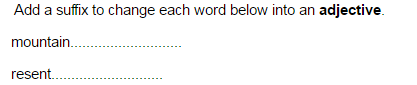 Add a suffix to change each word below into an adjective.
mountain............................
resent............................